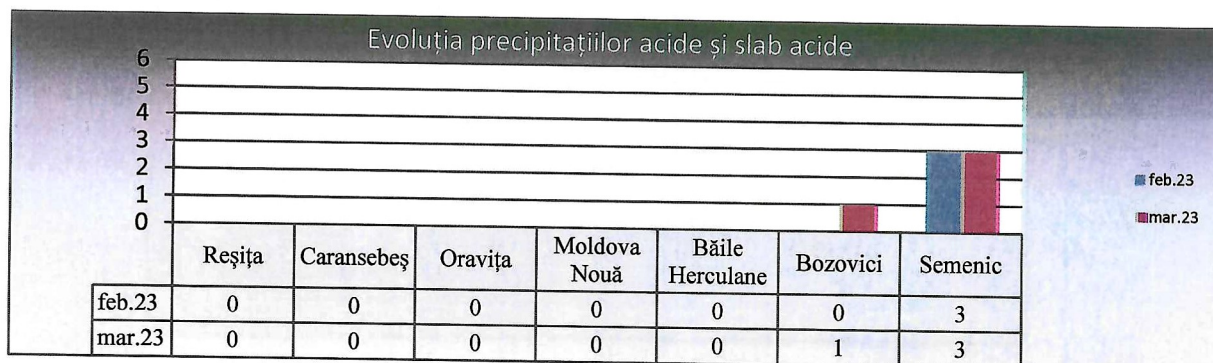 Evoluția precipitațiilor acide și slab acide
6
5
4
3
2
1
0
feb.23
mar.23
Reșița Caransebeș Oravița Moldova Nouă Băile Herculane Bozovici Semenic
feb.23 0 0 0 0 0 0 3
mar.23 0 0 0 0 0 1 3